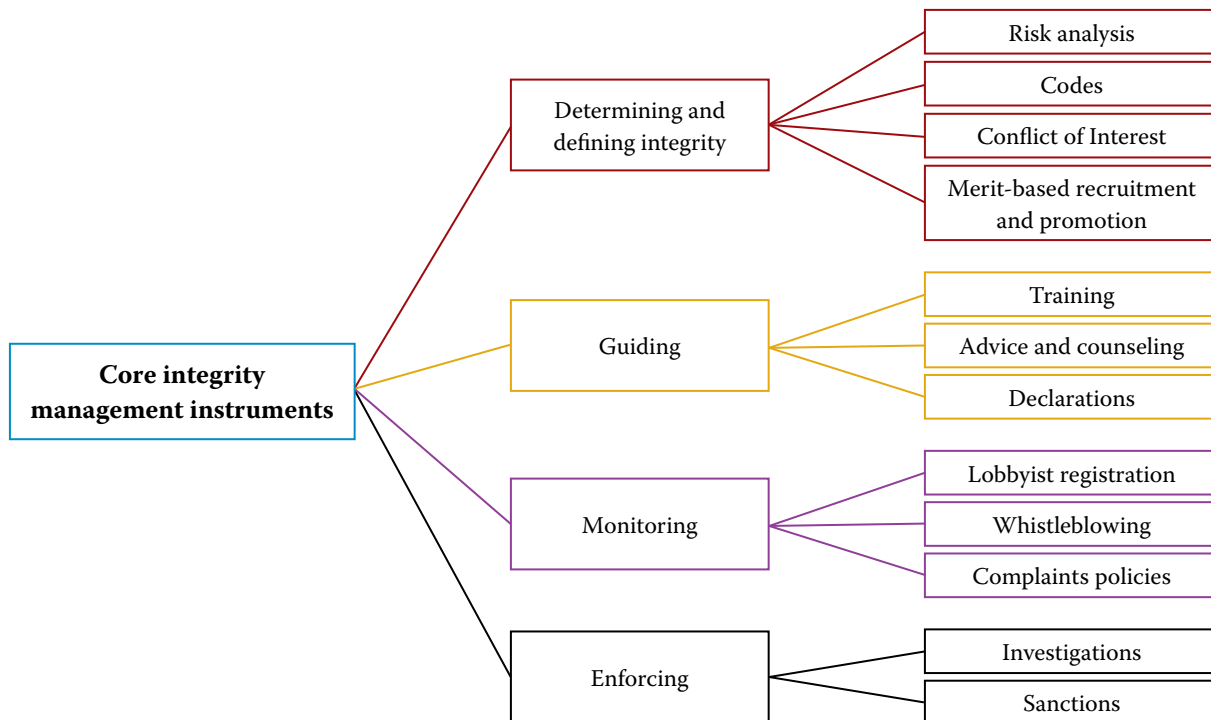 Core integrity
management instruments
Determining and
defining integrity
Risk analysis
Codes
Conflict of Interest
Merit-based recruitment
and promotion
Guiding
Training
Advice and counseling
Declarations
Monitoring
Lobbyist registration
Whistleblowing
Complaints policies
Enforcing
Investigations
Sanctions